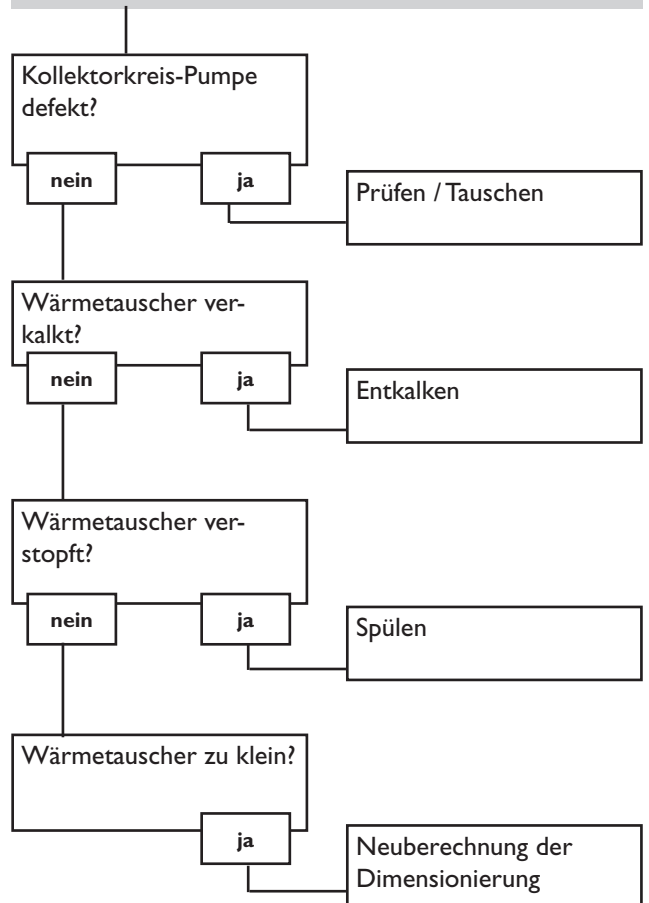 Kollektorkreis-Pumpe
defekt?
nein
ja
Prüfen / Tauschen
Wärmetauscher ver-
kalkt?
nein
ja
Entkalken
Wärmetauscher ver-
stopft?
nein
ja
Spülen
Wärmetauscher zu klein?
ja
Neuberechnung der
Dimensionierung